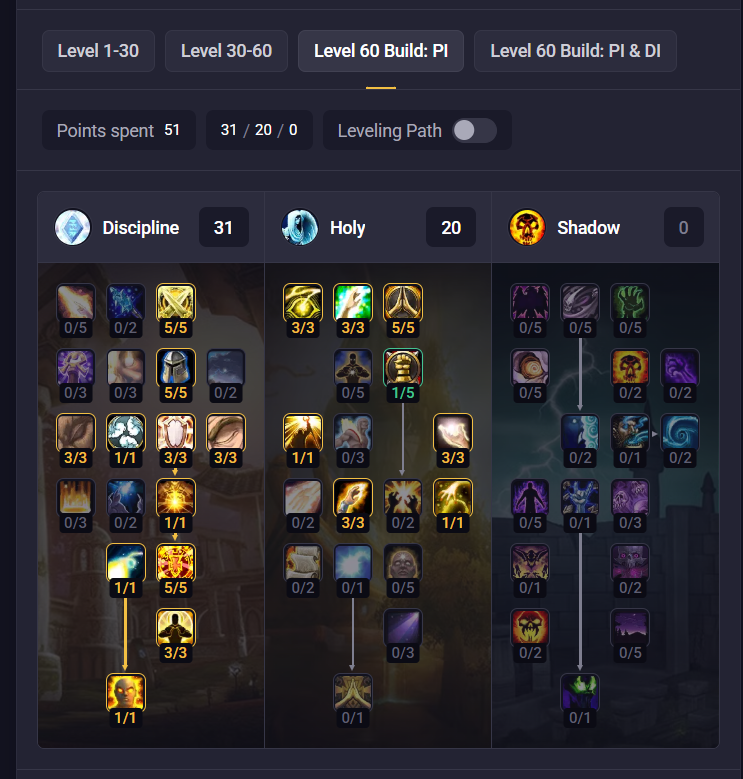 Level 1-30 Level 30-60 Level 60 Build: PI Level 60 Build: PI & DI
Points spent 51 31 / 20 / 0 Leveling Path
Discipline 31 Holy 20 Shadow 0
0/5 0/2 5/5 3/3 3/3 5/5 0/5 0/5 0/5
0/3 0/3 5/5 0/2 0/5 1/5 0/5 0/2 0/2
3/3 1/1 3/3 3/3 1/1 0/3 3/3 0/2 0/1 0/2
0/3 0/2 1/1 0/2 3/3 0/2 1/1 0/5 0/1 0/3
1/1 5/5 0/2 0/1 0/5 0/1 0/2
3/3 0/3 0/2 0/5
1/1 0/1 0/1